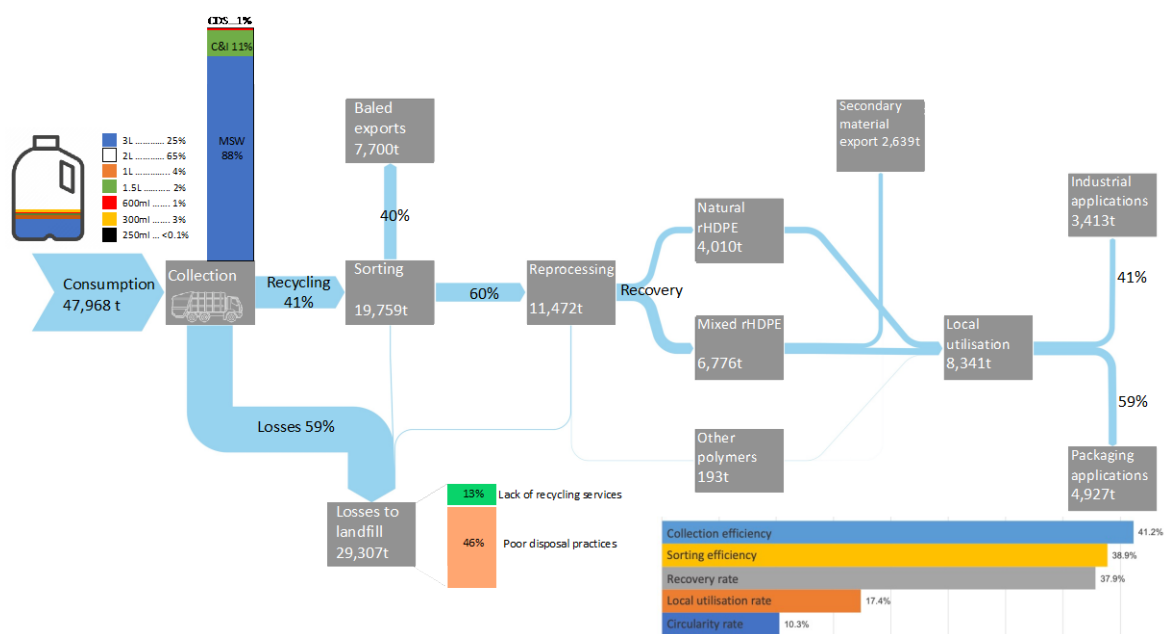 CDS...1%
C&I 11%
MSW
88%
3L ............ 25%
2L ............ 65%
1L ............ 4%
1.5L .......... 2%
600ml ....... 1%
300ml ....... 3%
250ml ... <0.1%
Baled
exports
7,700t
40%
Secondary
material
export 2,639t
Natural
rHDPE
4,010t
Industrial
applications
3,413t
41%
Consumption
47,968 t
Collection
Recycling
41%
Sorting
19,759t
60%
Reprocessing
11,472t
Recovery
Mixed rHDPE
6,776t
Local
utilisation
8,341t
59%
Losses 59%
Other
polymers
193t
Packaging
applications
4,927t
Losses to
landfill
29,307t
13%
Lack of recycling services
46%
Poor disposal practices
Collection efficiency 41.2%
Sorting efficiency 38.9%
Recovery rate 37.9%
Local utilisation rate 17.4%
Circularity rate 10.3%